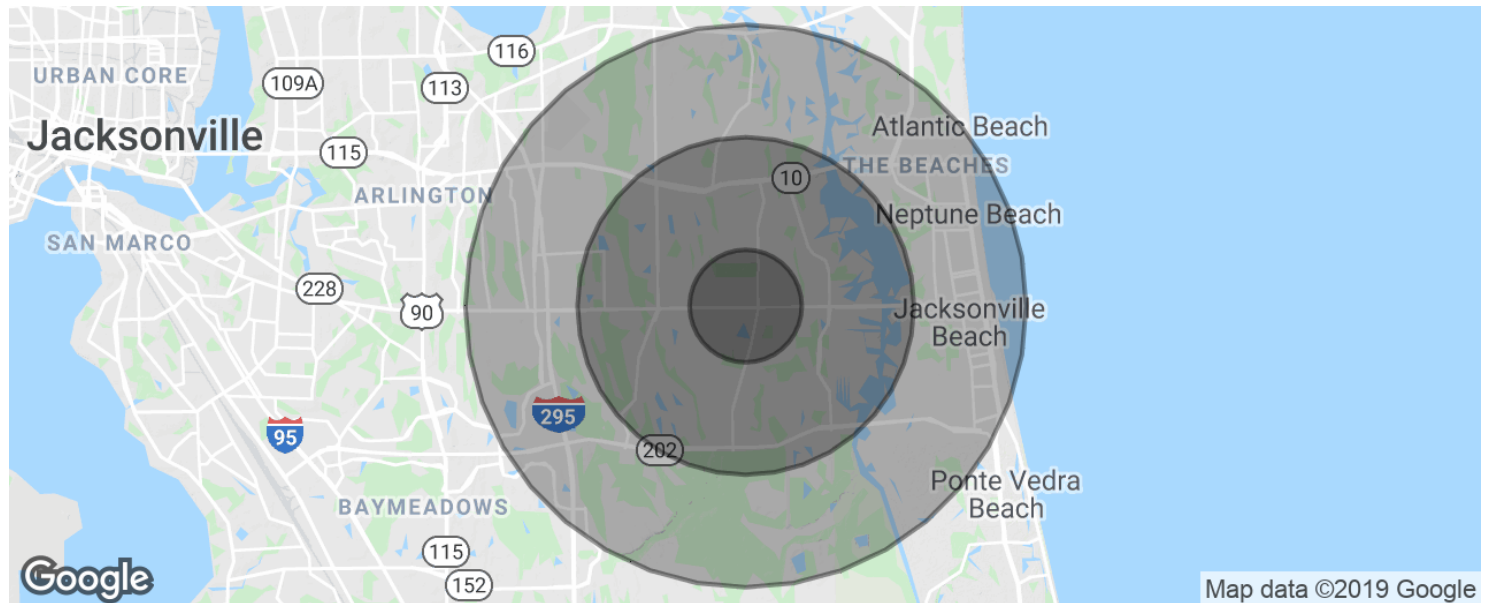 116
URBAN CORE
109A
113
Jacksonville
Atlantic Beach
115
THE BEACHES
10
ARLINGTON
Neptune Beach
SAN MARCO
228
90
Jacksonville
Beach
295
95
202
Ponte Vedra
Beach
BAYMEADOWS
115
152
Google
Map data ©2019 Google